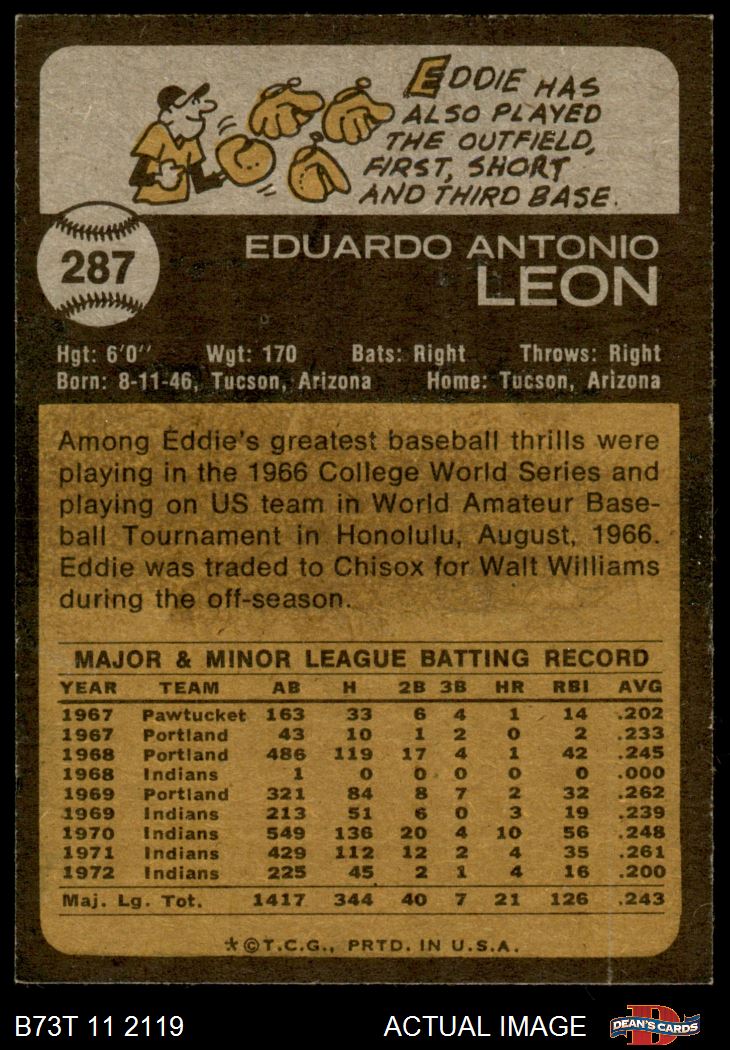 EDDIE HAS
ALSO PLAYED
THE OUTFIELD,
FIRST, SHORT
AND THIRD BASE.
287
EDUARDO ANTONIO
LEON
Hgt: 6'0" Wgt: 170 Bats: Right Throws: Right
Born: 8-11-46, Tucson, Arizona Home: Tucson, Arizona
Among Eddie's greatest baseball thrills were
playing in the 1966 College World Series and
playing on US team in World Amateur Base-
ball Tournament in Honolulu, August, 1966.
Eddie was traded to Chisox for Walt Williams
during the off-season.
MAJOR & MINOR LEAGUE BATTING RECORD
YEAR TEAM AB H 2B 3B HR RBI AVG
1967 Pawtucket 163 33 6 4 1 14 .202
1967 Portland 43 10 1 2 0 2 .233
1968 Portland 486 119 17 4 1 42 .245
1968 Indians 1 0 0 0 0 0 .000
1969 Portland 321 84 8 7 2 32 .262
1969 Indians 213 51 6 0 3 19 .239
1970 Indians 549 136 20 4 10 56 .248
1971 Indians 429 112 12 2 4 35 .261
1972 Indians 225 45 2 1 4 16 .200
Maj. Lg. Tot. 1417 344 40 7 21 126 .243
*©T.C.G., PRTD. IN U.S.A.
B73T 11 2119 ACTUAL IMAGE D DEAN'S CARDS